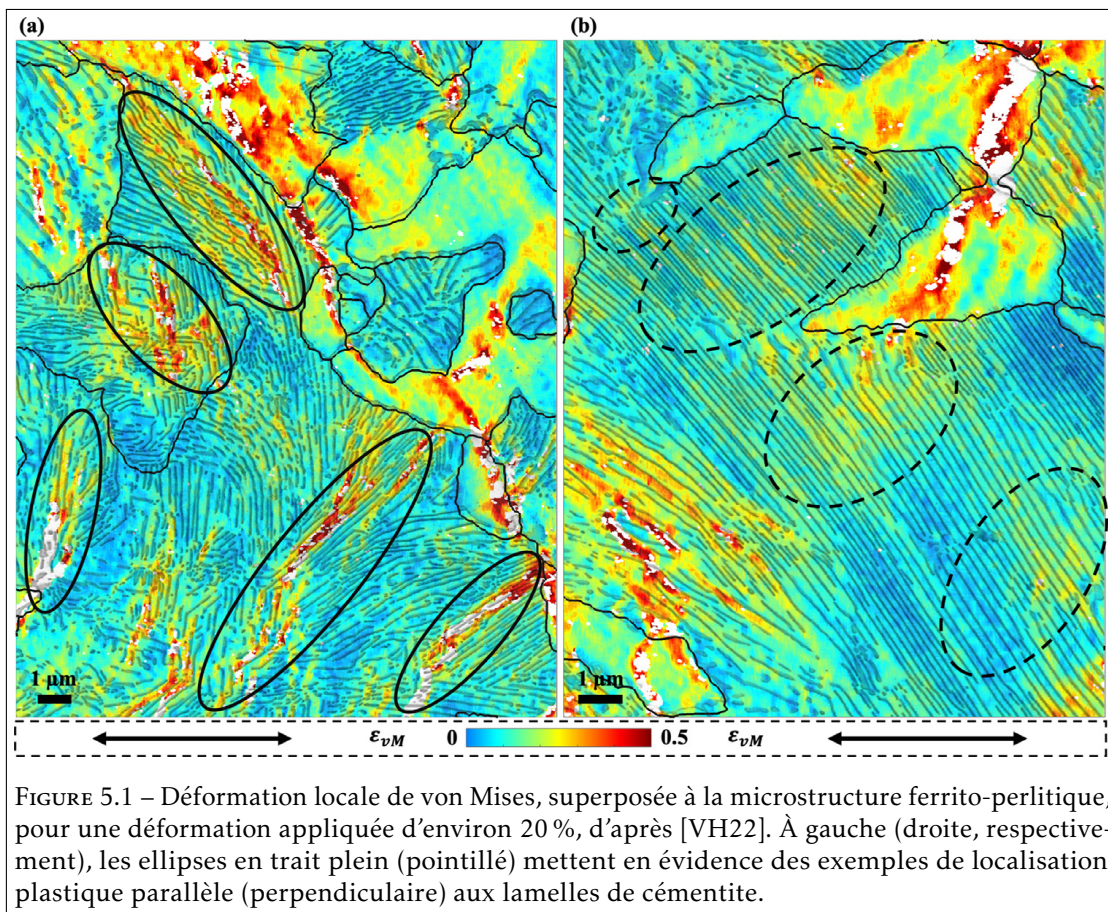 (a)
(b)
1 µm
1 µm
ε_vM 0 0.5 ε_vM
FIGURE 5.1 – Déformation locale de von Mises, superposée à la microstructure ferrito-perlitique,
pour une déformation appliquée d'environ 20 %, d'après [VH22]. À gauche (droite, respective-
ment), les ellipses en trait plein (pointillé) mettent en évidence des exemples de localisation
plastique parallèle (perpendiculaire) aux lamelles de cémentite.